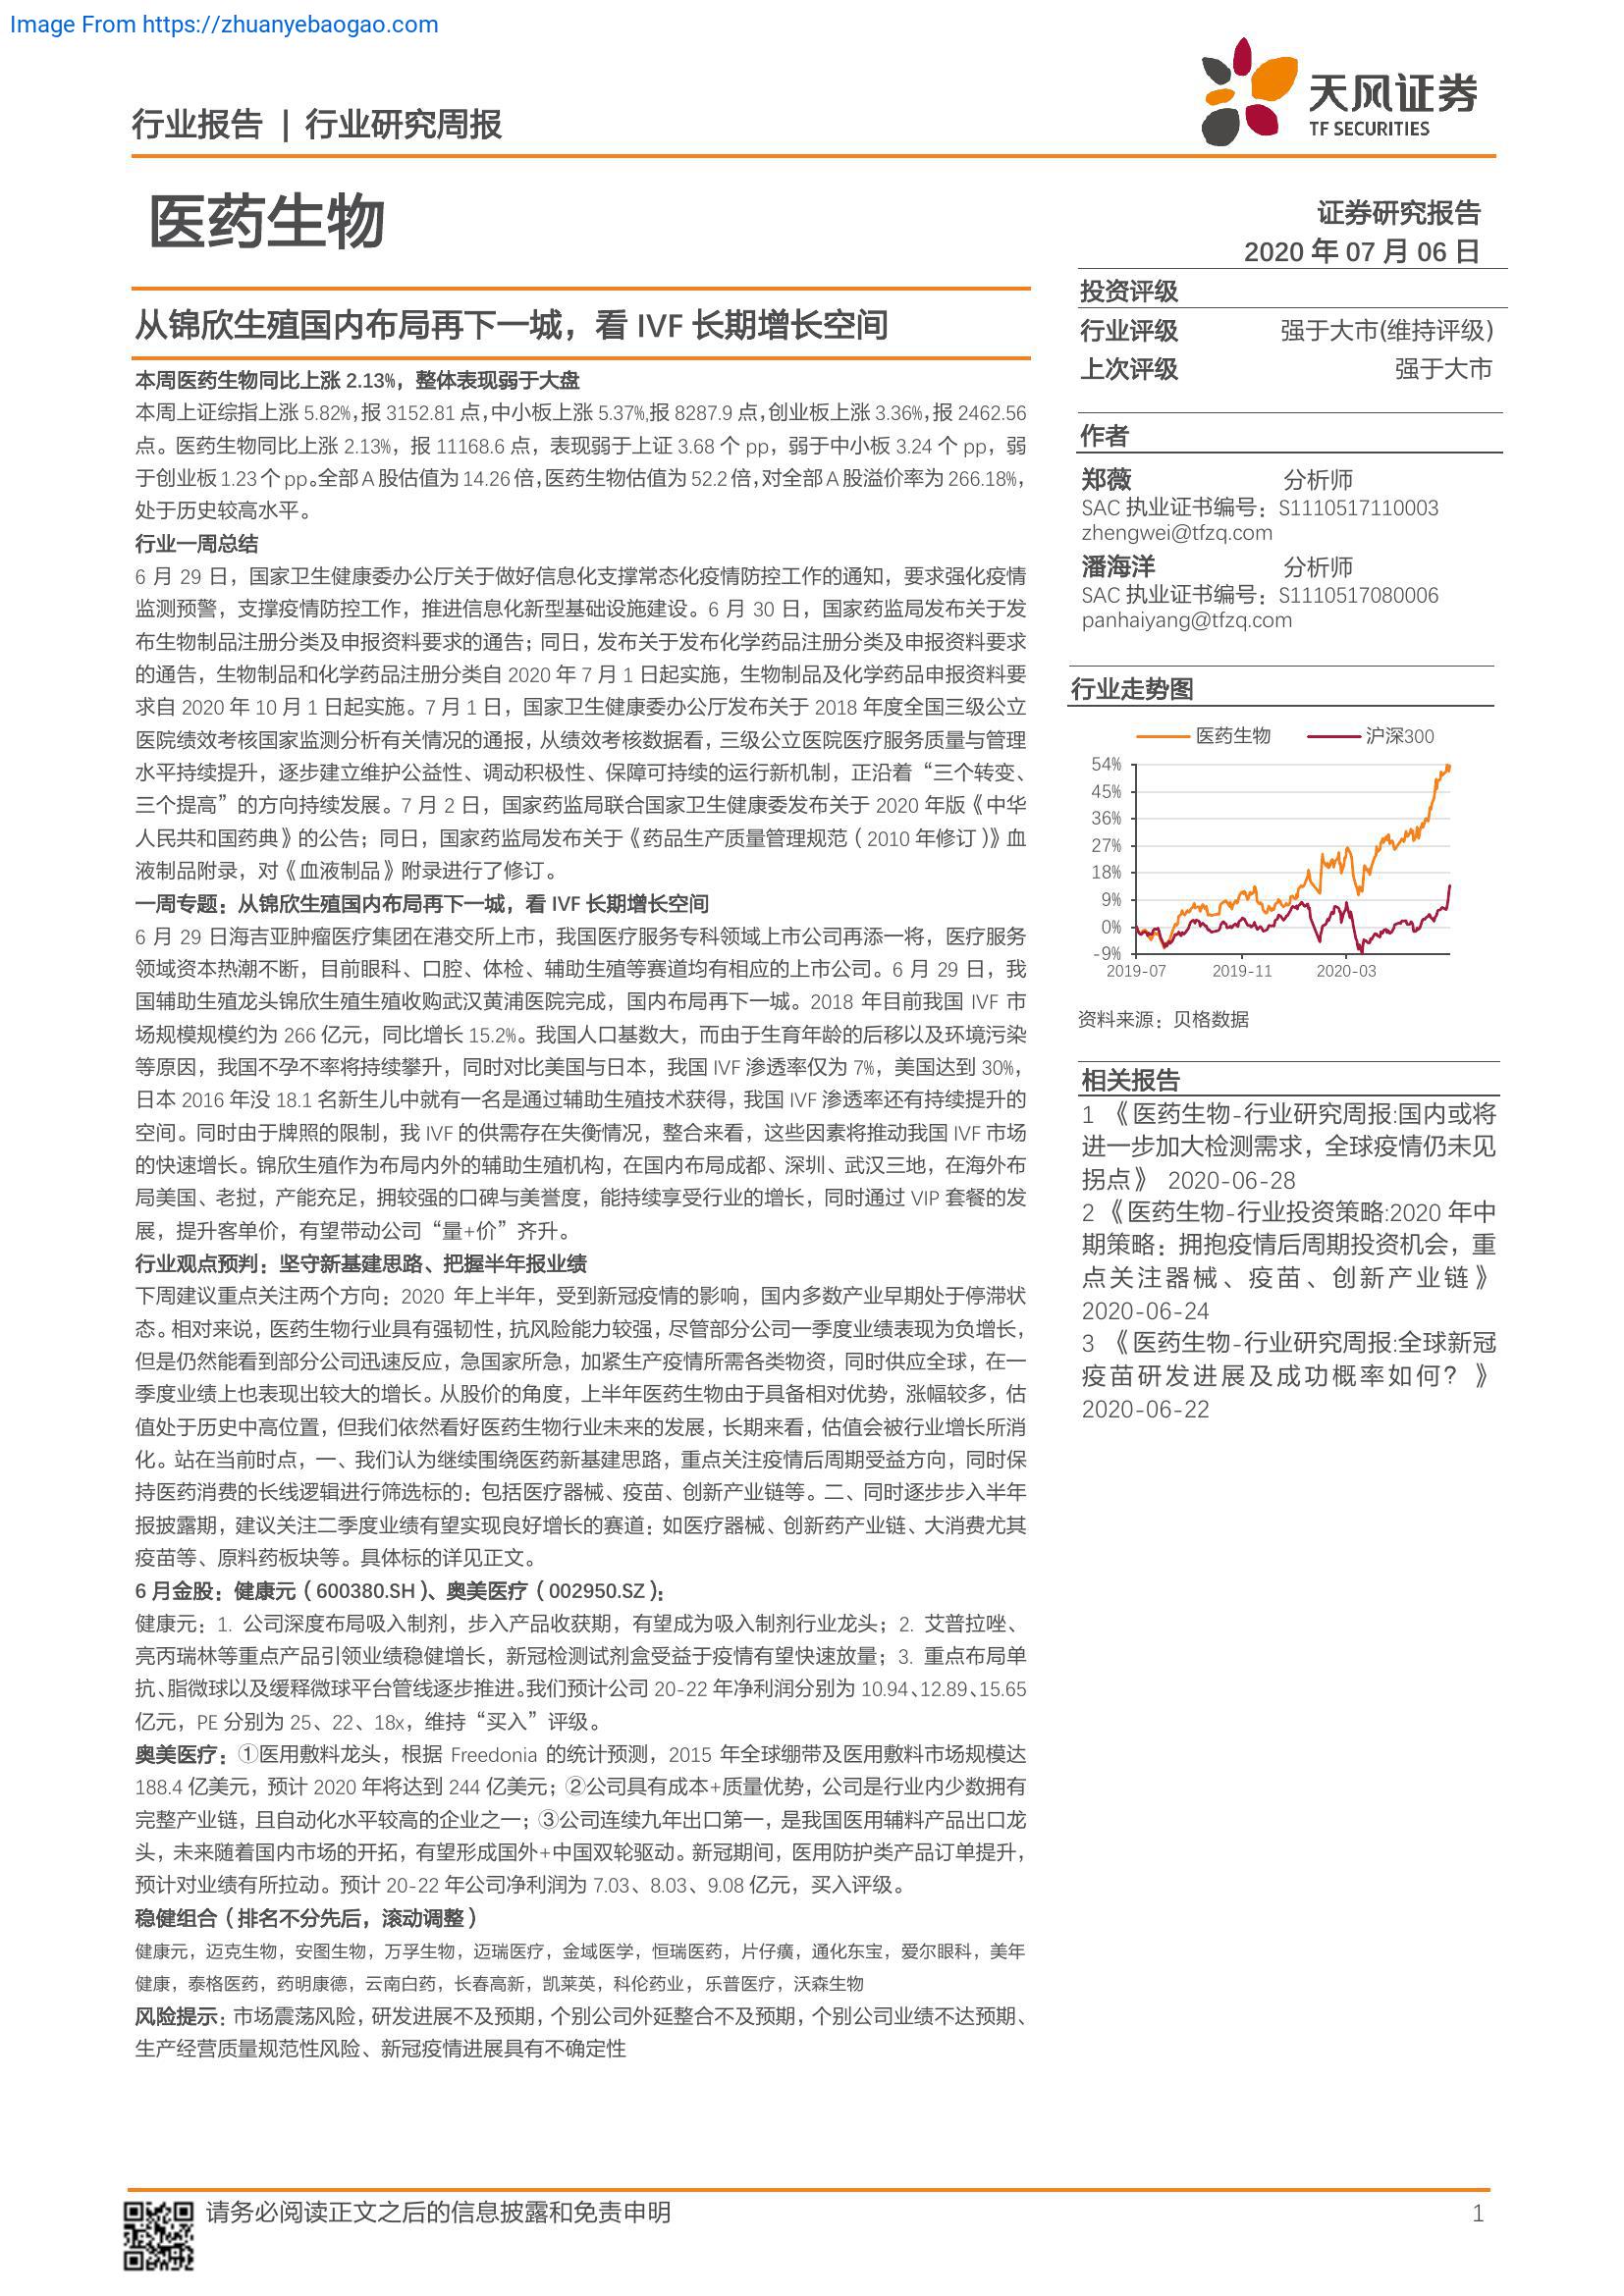 Image From https://zhuanyebaogao.com
行业报告 | 行业研究周报
天风证券
TF SECURITIES
医药生物
证券研究报告
2020 年 07 月 06 日
从锦欣生殖国内布局再下一城，看 IVF 长期增长空间
本周医药生物同比上涨 2.13%，整体表现弱于大盘
本周上证综指上涨 5.82%，报 3152.81 点，中小板上涨 5.37%，报 8287.9 点，创业板上涨 3.36%，报 2462.56
点。医药生物同比上涨 2.13%，报 11168.6 点，表现弱于上证 3.68 个 pp，弱于中小板 3.24 个 pp，弱
于创业板 1.23 个 pp。全部 A 股估值为 14.26 倍，医药生物估值为 52.2 倍，对全部 A 股溢价率为 266.18%，
处于历史较高水平。
行业一周总结
6 月 29 日，国家卫生健康委办公厅关于做好信息化支撑常态化疫情防控工作的通知，要求强化疫情
监测预警，支撑疫情防控工作，推进信息化新型基础设施建设。6 月 30 日，国家药监局发布关于发
布生物制品注册分类及申报资料要求的通告；同日，发布关于发布化学药品注册分类及申报资料要求
的通告，生物制品和化学药品注册分类自 2020 年 7 月 1 日起实施，生物制品及化学药品申报资料要
求自 2020 年 10 月 1 日起实施。7 月 1 日，国家卫生健康委办公厅发布关于 2018 年度全国三级公立
医院绩效考核国家监测分析有关情况的通报，从绩效考核数据看，三级公立医院医疗服务质量与管理
水平持续提升，逐步建立维护公益性、调动积极性、保障可持续的运行新机制，正沿着“三个转变、
三个提高”的方向持续发展。7 月 2 日，国家药监局联合国家卫生健康委发布关于 2020 年版《中华
人民共和国药典》的公告；同日，国家药监局发布关于《药品生产质量管理规范（2010 年修订）》血
液制品附录，对《血液制品》附录进行了修订。
一周专题：从锦欣生殖国内布局再下一城，看 IVF 长期增长空间
6 月 29 日海吉亚肿瘤医疗集团在港交所上市，我国医疗服务专科领域上市公司再添一将，医疗服务
领域资本热潮不断，目前眼科、口腔、体检、辅助生殖等赛道均有相应的上市公司。6 月 29 日，我
国辅助生殖龙头锦欣生殖生殖收购武汉黄浦医院完成，国内布局再下一城。2018 年目前我国 IVF 市
场规模规模约为 266 亿元，同比增长 15.2%。我国人口基数大，而由于生育年龄的后移以及环境污染
等原因，我国不孕不率将持续攀升，同时对比美国与日本，我国 IVF 渗透率仅为 7%，美国达到 30%，
日本 2016 年没 18.1 名新生儿中就有一名是通过辅助生殖技术获得，我国 IVF 渗透率还有持续提升的
空间。同时由于牌照的限制，我 IVF 的供需存在失衡情况，整合来看，这些因素将推动我国 IVF 市场
的快速增长。锦欣生殖作为布局内外的辅助生殖机构，在国内布局成都、深圳、武汉三地，在海外布
局美国、老挝，产能充足，拥较强的口碑与美誉度，能持续享受行业的增长，同时通过 VIP 套餐的发
展，提升客单价，有望带动公司“量+价”齐升。
行业观点预判：坚守新基建思路、把握半年报业绩
下周建议重点关注两个方向：2020 年上半年，受到新冠疫情的影响，国内多数产业早期处于停滞状
态。相对来说，医药生物行业具有强韧性，抗风险能力较强，尽管部分公司一季度业绩表现为负增长，
但是仍然能看到部分公司迅速反应，急国家所急，加紧生产疫情所需各类物资，同时供应全球，在一
季度业绩上也表现出较大的增长。从股价的角度，上半年医药生物由于具备相对优势，涨幅较多，估
值处于历史中高位置，但我们依然看好医药生物行业未来的发展，长期来看，估值会被行业增长所消
化。站在当前时点，一、我们认为继续围绕医药新基建思路，重点关注疫情后周期受益方向，同时保
持医药消费的长线逻辑进行筛选标的：包括医疗器械、疫苗、创新产业链等。二、同时逐步步入半年
报披露期，建议关注二季度业绩有望实现良好增长的赛道：如医疗器械、创新药产业链、大消费尤其
疫苗等、原料药板块等。具体标的详见正文。
6 月金股：健康元（600380.SH）、奥美医疗（002950.SZ）：
健康元：1. 公司深度布局吸入制剂，步入产品收获期，有望成为吸入制剂行业龙头；2. 艾普拉唑、
亮丙瑞林等重点产品引领业绩稳健增长，新冠检测试剂盒受益于疫情有望快速放量；3. 重点布局单
抗、脂微球以及缓释微球平台管线逐步推进。我们预计公司 20-22 年净利润分别为 10.94、12.89、15.65
亿元，PE 分别为 25、22、18x，维持“买入”评级。
奥美医疗：①医用敷料龙头，根据 Freedonia 的统计预测，2015 年全球绷带及医用敷料市场规模达
188.4 亿美元，预计 2020 年将达到 244 亿美元；②公司具有成本+质量优势，公司是行业内少数拥有
完整产业链，且自动化水平较高的企业之一；③公司连续九年出口第一，是我国医用辅料产品出口龙
头，未来随着国内市场的开拓，有望形成国外+中国双轮驱动。新冠期间，医用防护类产品订单提升，
预计对业绩有所拉动。预计 20-22 年公司净利润为 7.03、8.03、9.08 亿元，买入评级。
稳健组合（排名不分先后，滚动调整）
健康元，迈克生物，安图生物，万孚生物，迈瑞医疗，金域医学，恒瑞医药，片仔癀，通化东宝，爱尔眼科，美年
健康，泰格医药，药明康德，云南白药，长春高新，凯莱英，科伦药业，乐普医疗，沃森生物
风险提示：市场震荡风险，研发进展不及预期，个别公司外延整合不及预期，个别公司业绩不达预期、
生产经营质量规范性风险、新冠疫情进展具有不确定性
投资评级
行业评级 强于大市(维持评级)
上次评级 强于大市
作者
郑薇 分析师
SAC 执业证书编号：S1110517110003
zhengwei@tfzq.com
潘海洋 分析师
SAC 执业证书编号：S1110517080006
panhaiyang@tfzq.com
行业走势图
医药生物 沪深300
54%
45%
36%
27%
18%
9%
0%
-9%
2019-07 2019-11 2020-03
资料来源：贝格数据
相关报告
1 《医药生物-行业研究周报:国内或将
进一步加大检测需求，全球疫情仍未见
拐点》 2020-06-28
2 《医药生物-行业投资策略:2020 年中
期策略：拥抱疫情后周期投资机会，重
点关注器械、疫苗、创新产业链》
2020-06-24
3 《医药生物-行业研究周报:全球新冠
疫苗研发进展及成功概率如何？》
2020-06-22
请务必阅读正文之后的信息披露和免责申明 1